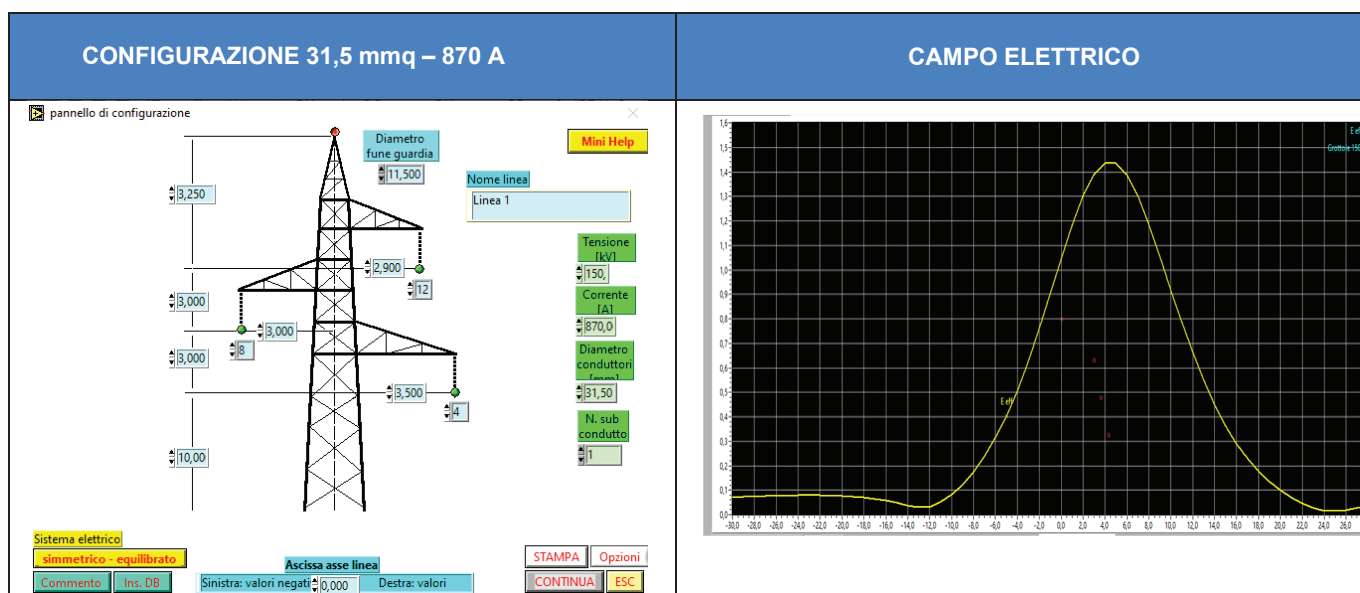 CONFIGURAZIONE 31,5 mmq – 870 A
CAMPO ELETTRICO
pannello di configurazione
Diametro
fune guardia
11,500
Mini Help
Nome linea
Linea 1
3,250
2,900
12
3,000
3,000
8
3,000
3,500
4
10,00
Tensione
[kV]
150,
Corrente
[A]
870,0
Diametro
conduttori
[mm]
31,50
N. sub
condutto
1
Sistema elettrico
simmetrico - equilibrato
Commento
Ins. DB
Ascissa asse linea
Sinistra: valori negati
0,000
Destra: valori
STAMPA
Opzioni
CONTINUA
ESC
E eff
Grottole 150
1,6
1,5
1,4
1,3
1,2
1,1
1,0
0,9
0,8
0,7
0,6
0,5
0,4
0,3
0,2
0,1
0,0
E eff
-30,0 -28,0 -26,0 -24,0 -22,0 -20,0 -18,0 -16,0 -14,0 -12,0 -10,0 -8,0 -6,0 -4,0 -2,0 0,0 2,0 4,0 6,0 8,0 10,0 12,0 14,0 16,0 18,0 20,0 22,0 24,0 26,0